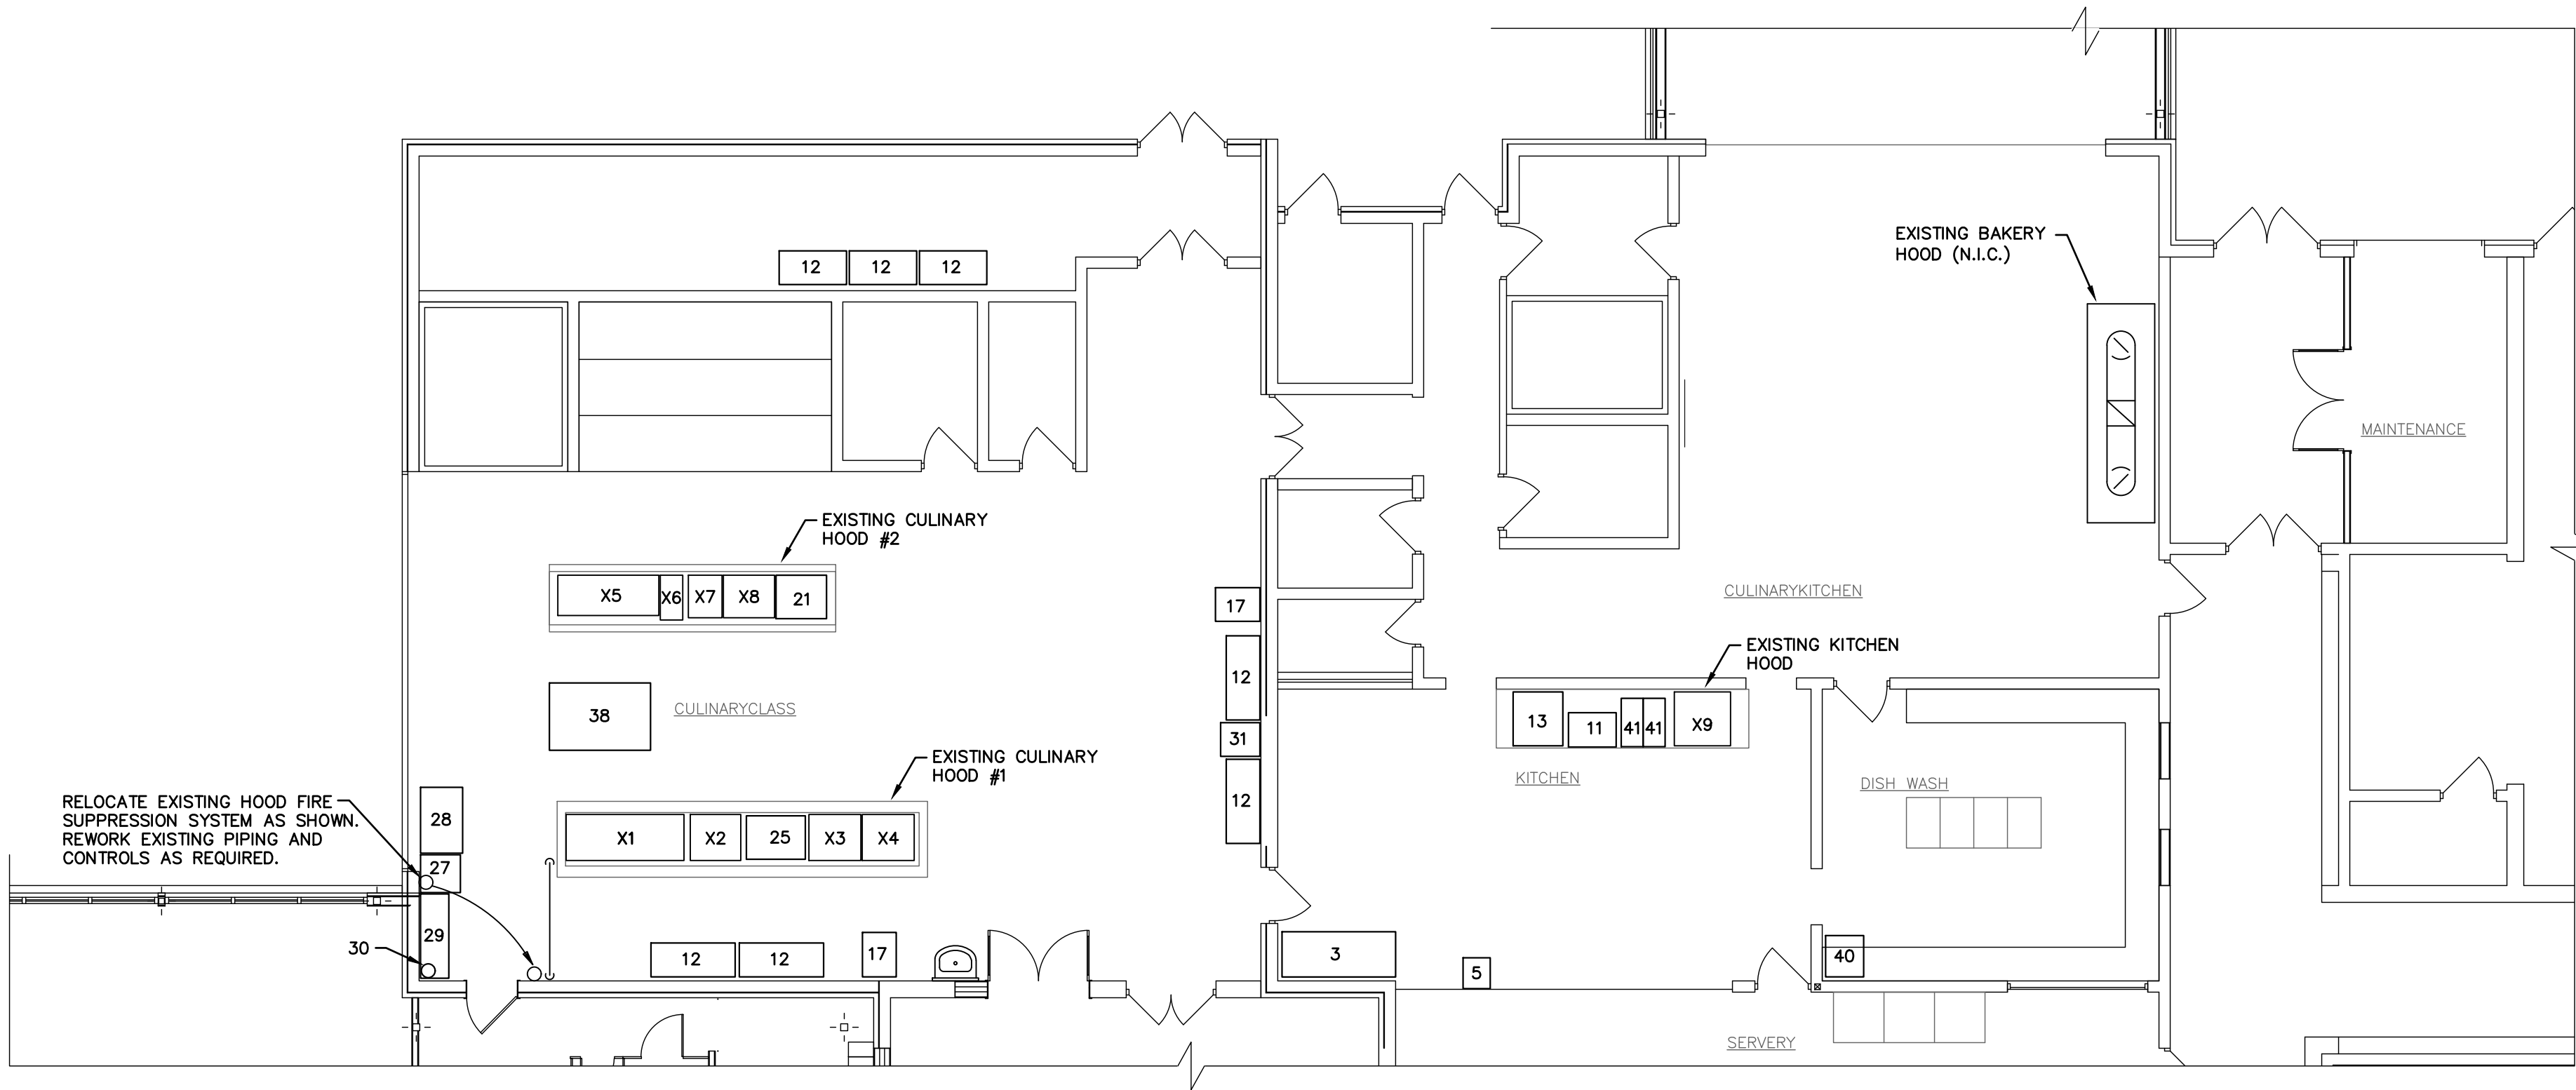 EXISTING BAKERY
HOOD (N.I.C.)
12
12
12
MAINTENANCE
EXISTING CULINARY
HOOD #2
X5
X6
X7
X8
21
17
CULINARYKITCHEN
EXISTING KITCHEN
HOOD
12
38
CULINARYCLASS
31
13
11
41
41
X9
EXISTING CULINARY
HOOD #1
KITCHEN
DISH WASH
RELOCATE EXISTING HOOD FIRE
SUPPRESSION SYSTEM AS SHOWN.
REWORK EXISTING PIPING AND
CONTROLS AS REQUIRED.
28
12
X1
X2
25
X3
X4
27
29
30
12
12
17
3
5
40
SERVERY